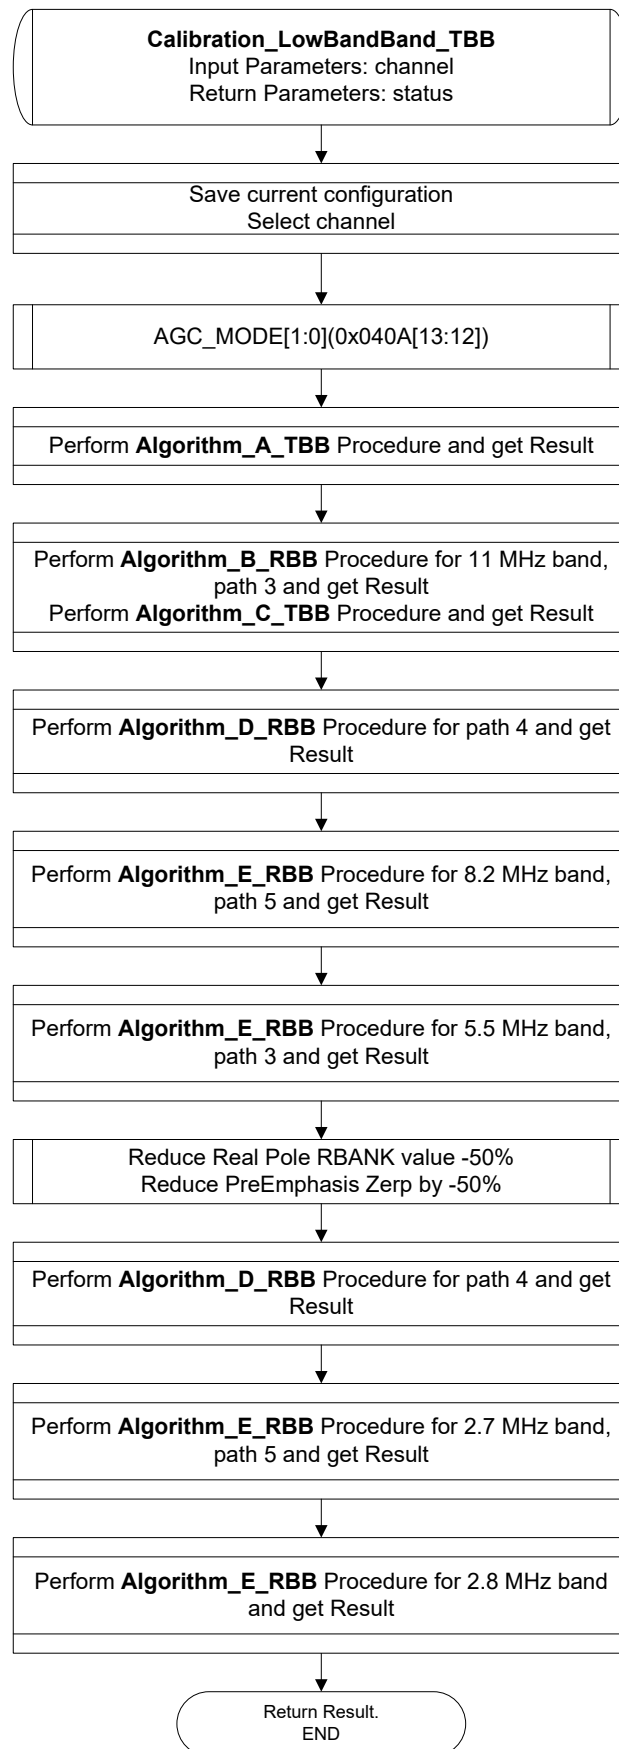 Calibration_LowBandBand_TBB
Input Parameters: channel
Return Parameters: status
Save current configuration
Select channel
AGC_MODE[1:0](0x040A[13:12])
Perform Algorithm_A_TBB Procedure and get Result
Perform Algorithm_B_RBB Procedure for 11 MHz band,
path 3 and get Result
Perform Algorithm_C_TBB Procedure and get Result
Perform Algorithm_D_RBB Procedure for path 4 and get
Result
Perform Algorithm_E_RBB Procedure for 8.2 MHz band,
path 5 and get Result
Perform Algorithm_E_RBB Procedure for 5.5 MHz band,
path 3 and get Result
Reduce Real Pole RBANK value -50%
Reduce PreEmphasis Zerp by -50%
Perform Algorithm_D_RBB Procedure for path 4 and get
Result
Perform Algorithm_E_RBB Procedure for 2.7 MHz band,
path 5 and get Result
Perform Algorithm_E_RBB Procedure for 2.8 MHz band
and get Result
Return Result.
END